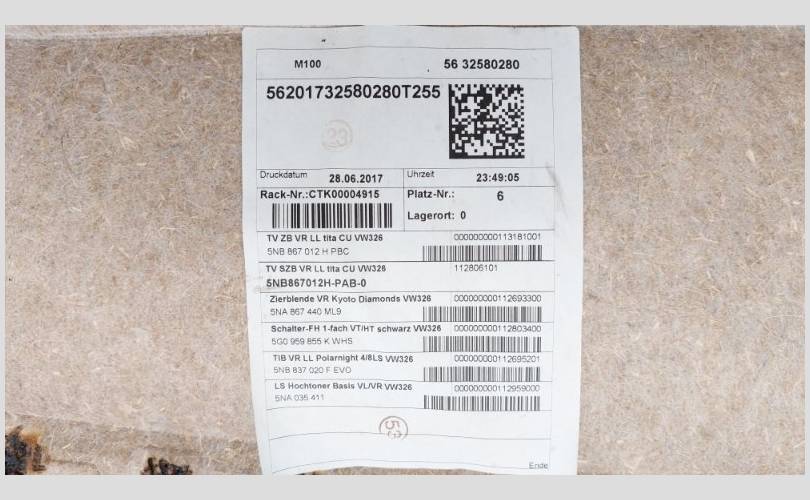 M100 56 32580280
56201732580280T255
23
Druckdatum 28.06.2017 Uhrzeit 23:49:05
Rack-Nr.:CTK00004915 Platz-Nr.: 6
Lagerort: 0
TV ZB VR LL tita CU VW326 000000000113181001
5NB 867 012 H PBC
TV SZB VR LL tita CU VW326 112806101
5NB867012H-PAB-0
Zierblende VR Kyoto Diamonds VW326 000000000112693300
5NA 867 440 ML9
Schalter-FH 1-fach VT/HT schwarz VW326 000000000112803400
5G0 959 855 K WHS
TIB VR LL Polarnight 4/8LS VW326 000000000112695201
5NB 837 020 F EVO
LS Hochtoner Basis VL/VR VW326 000000000112959000
5NA 035 411
Ende